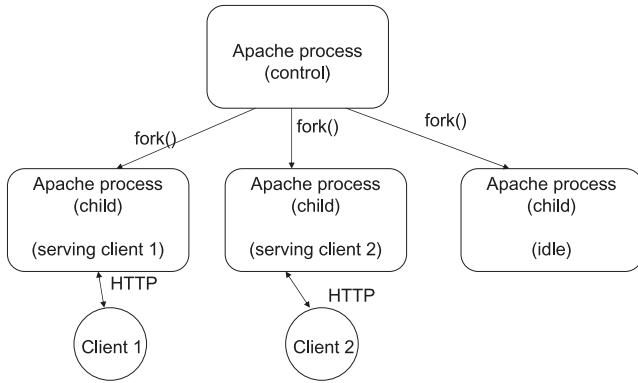 Apache process
(control)
fork()
fork()
fork()
Apache process
(child)
(serving client 1)
Apache process
(child)
(serving client 2)
Apache process
(child)
(idle)
HTTP
HTTP
Client 1
Client 2